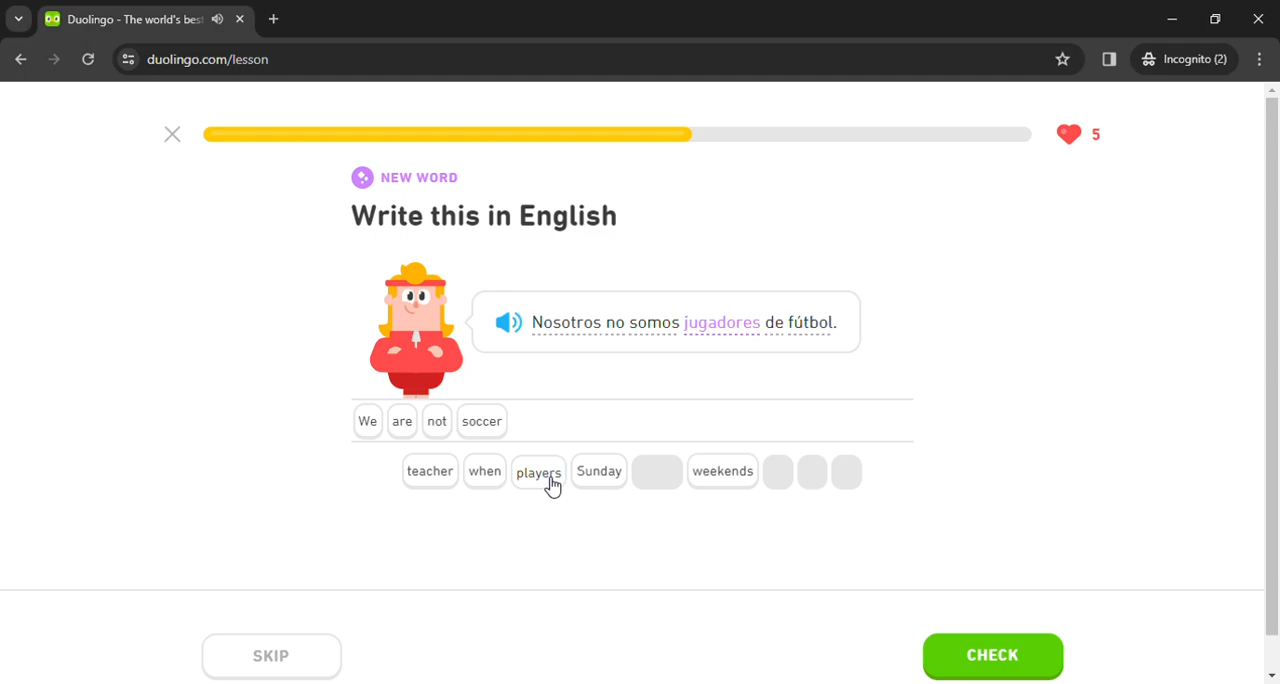 Duolingo - The world's bes
duolingo.com/lesson
Incognito (2)
5
NEW WORD
Write this in English
Nosotros no somos jugadores de fútbol.
We are not soccer
teacher when players Sunday weekends
SKIP
CHECK